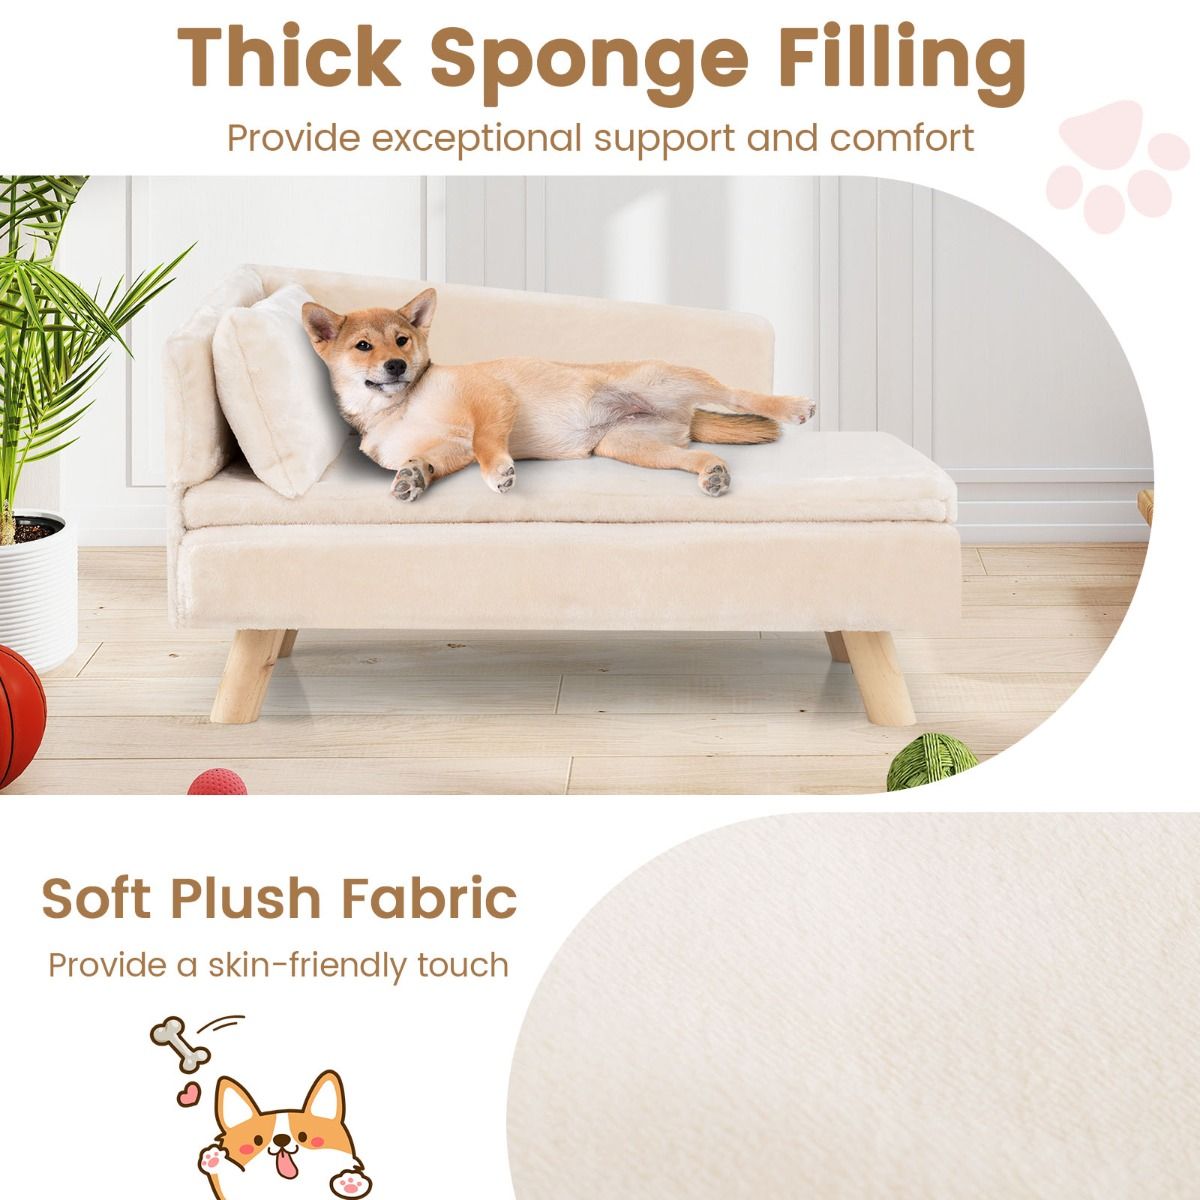 Thick Sponge Filling
Provide exceptional support and comfort
Soft Plush Fabric
Provide a skin-friendly touch